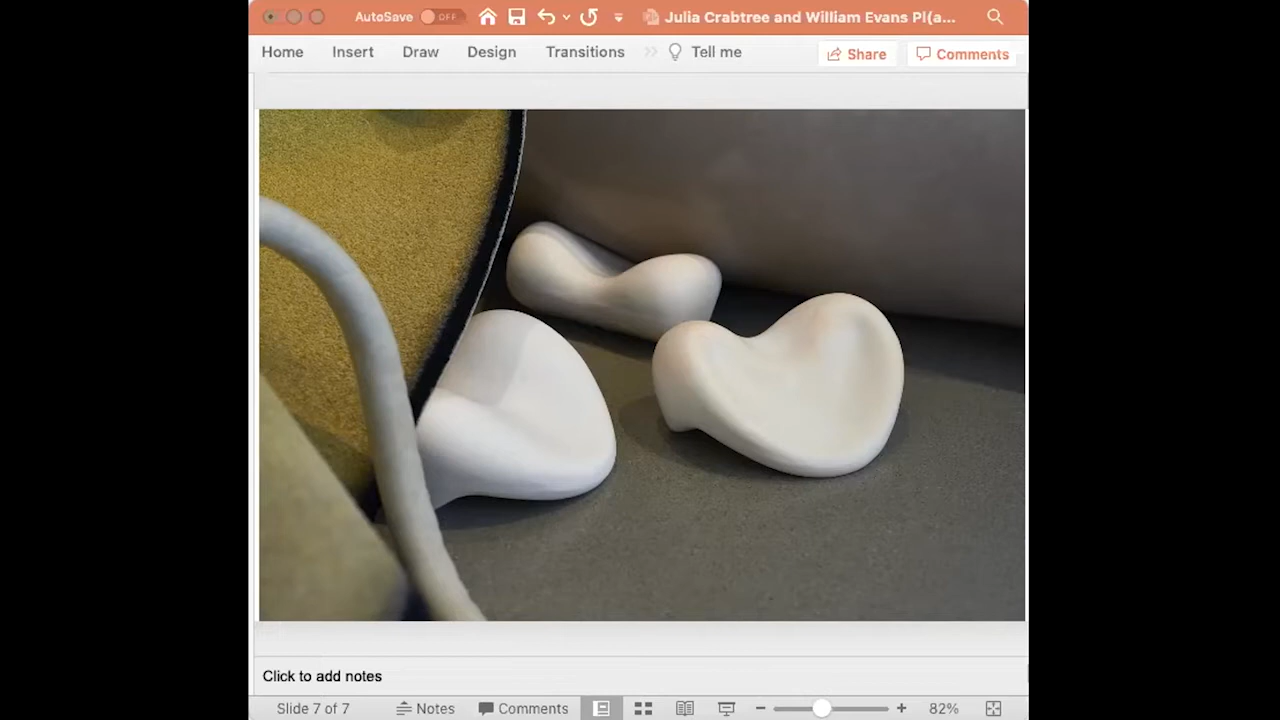 AutoSave OFF Julia Crabtree and William Evans Pl(a...
Home Insert Draw Design Transitions Tell me Share Comments
Click to add notes
Slide 7 of 7 Notes Comments 82%